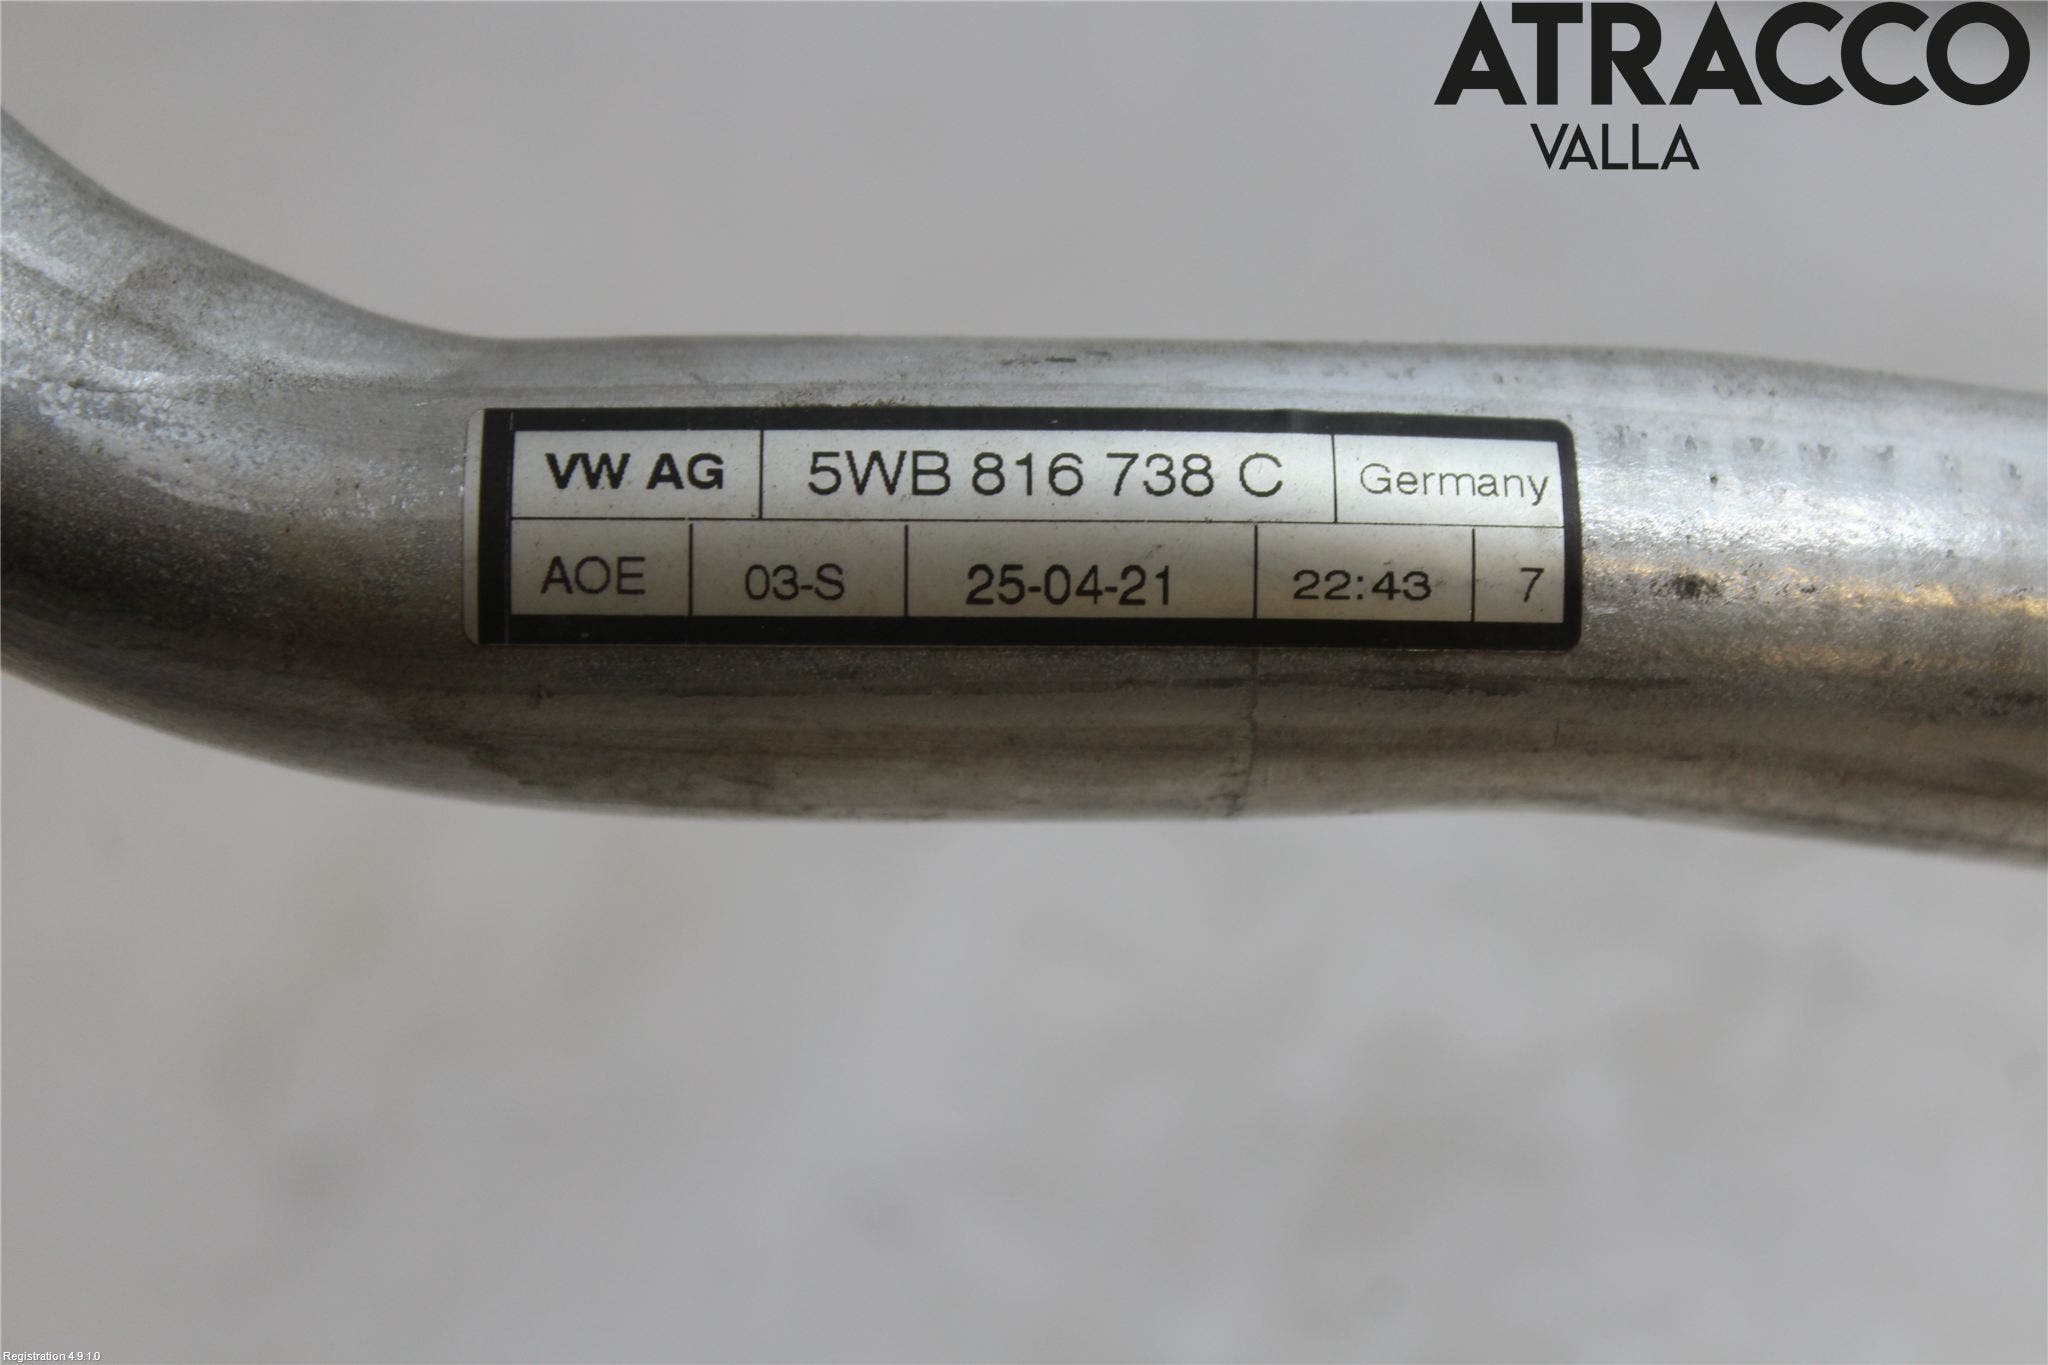 ATRACCO
VALLA
VW AG 5WB 816 738 C Germany
AOE 03-S 25-04-21 22:43 7
Registration 4.9.1.0